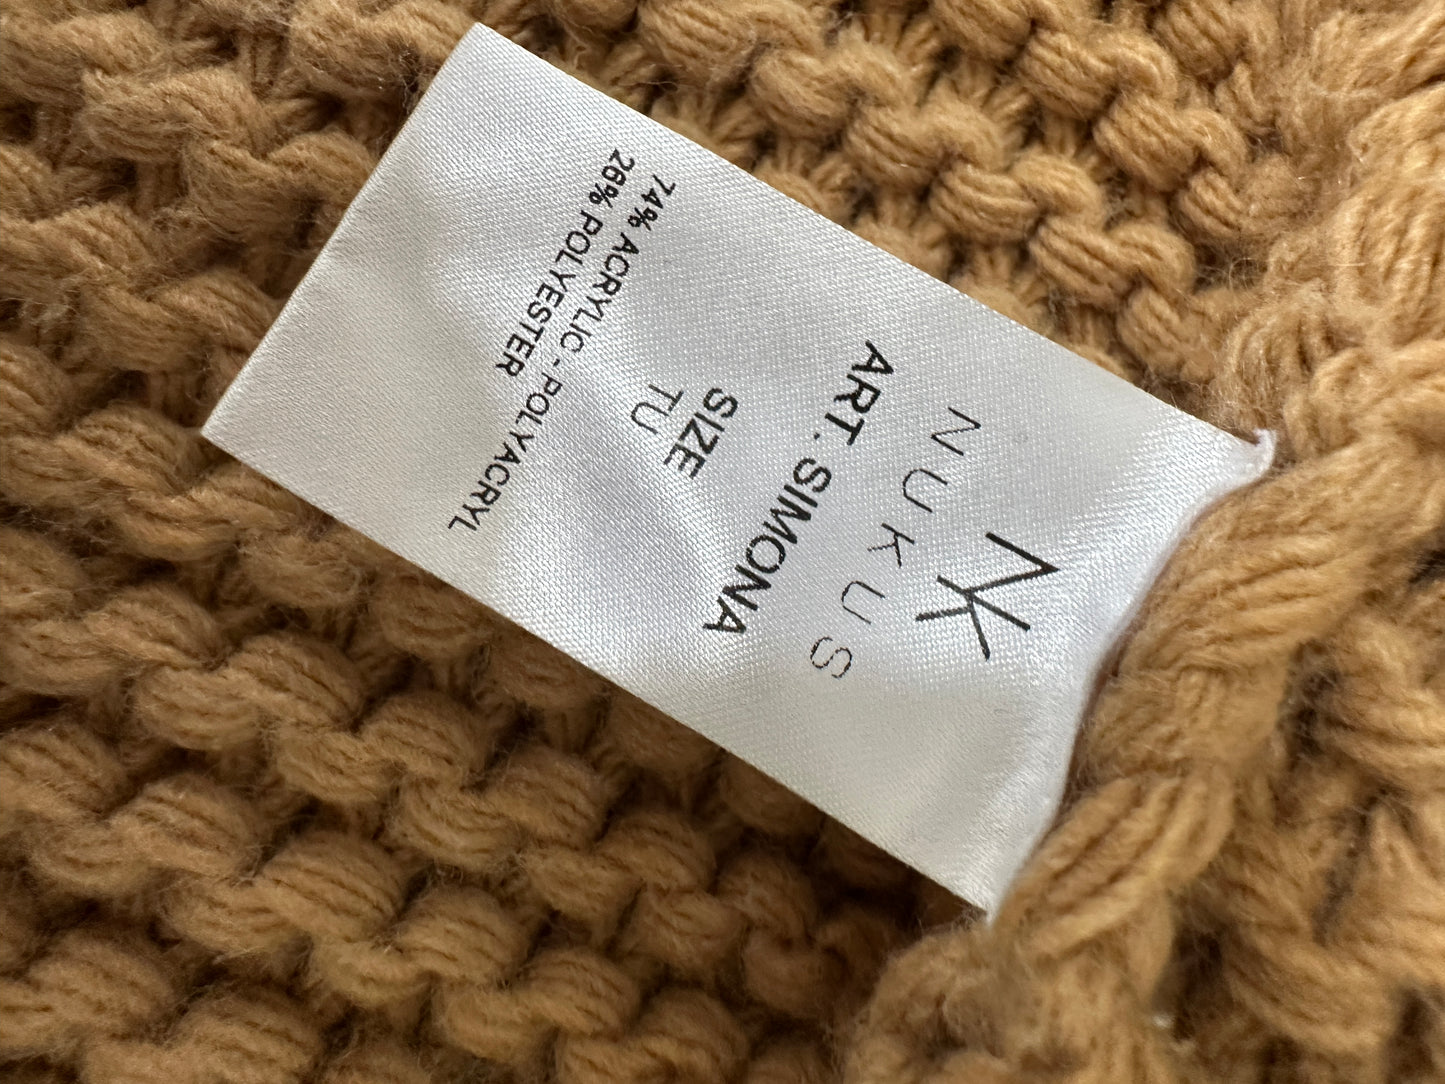 NK
NUKUS
ART. SIMONA
SIZE
TU
74% ACRYLIC - POLYACRYL
26% POLYESTER